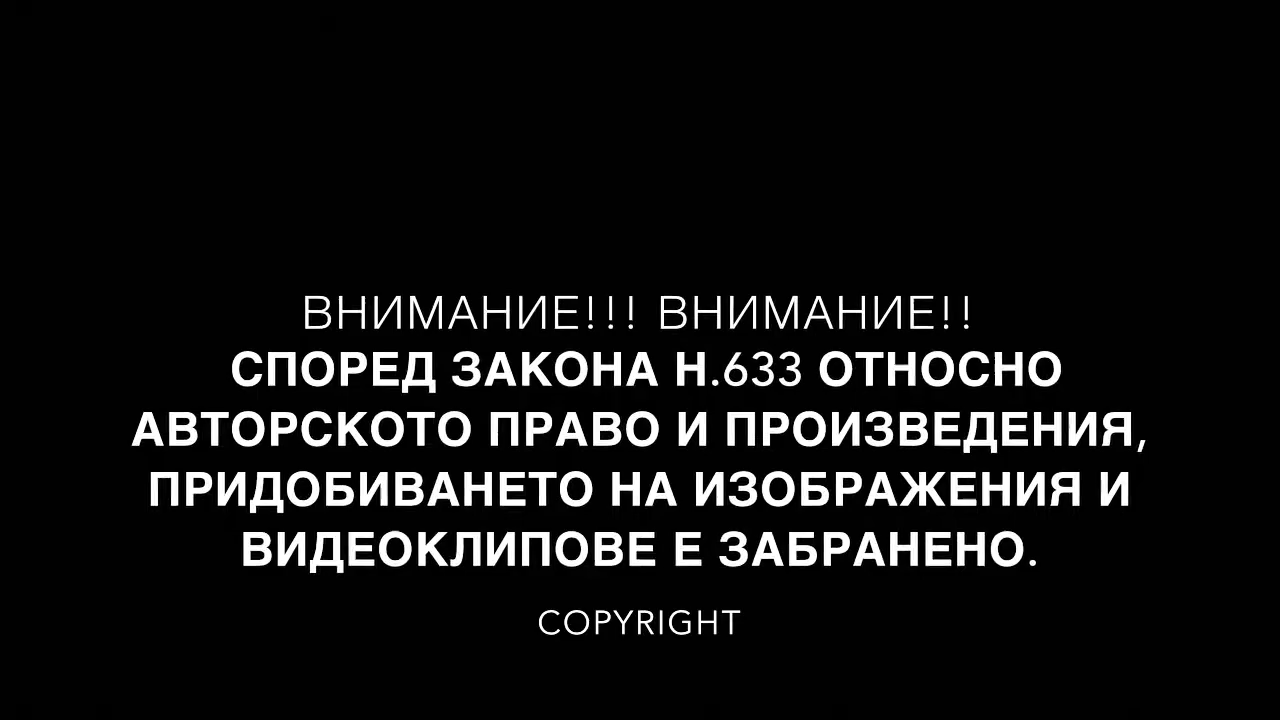 ВНИМАНИЕ!!! ВНИМАНИЕ!!
СПОРЕД ЗАКОНА Н.633 ОТНОСНО
АВТОРСКОТО ПРАВО И ПРОИЗВЕДЕНИЯ,
ПРИДОБИВАНЕТО НА ИЗОБРАЖЕНИЯ И
ВИДЕОКЛИПОВЕ Е ЗАБРАНЕНО.
COPYRIGHT